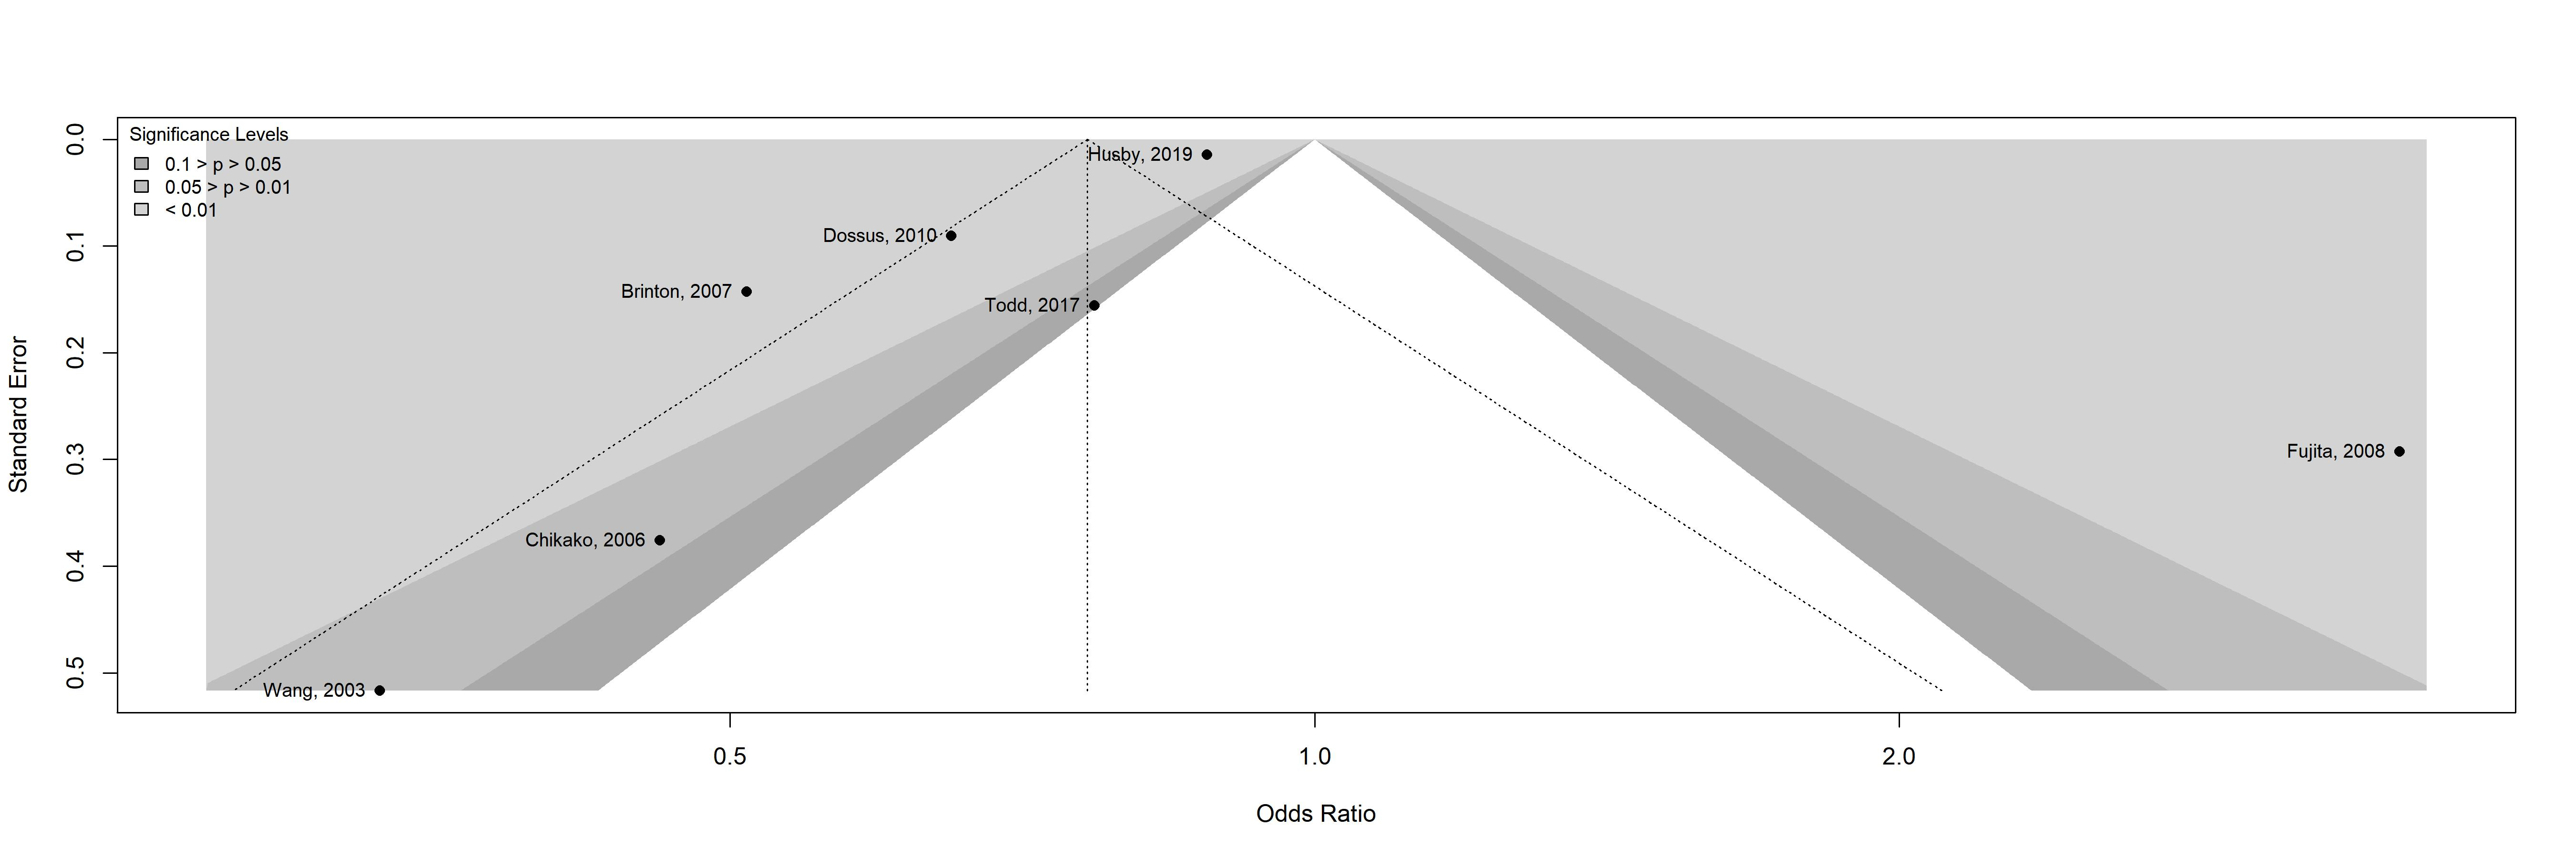 Significance Levels
0.1 > p > 0.05
0.05 > p > 0.01
< 0.01
Husby, 2019
Dossus, 2010
Brinton, 2007
Todd, 2017
Fujita, 2008
Chikako, 2006
Wang, 2003
Standard Error
0.0
0.1
0.2
0.3
0.4
0.5
0.5
1.0
2.0
Odds Ratio